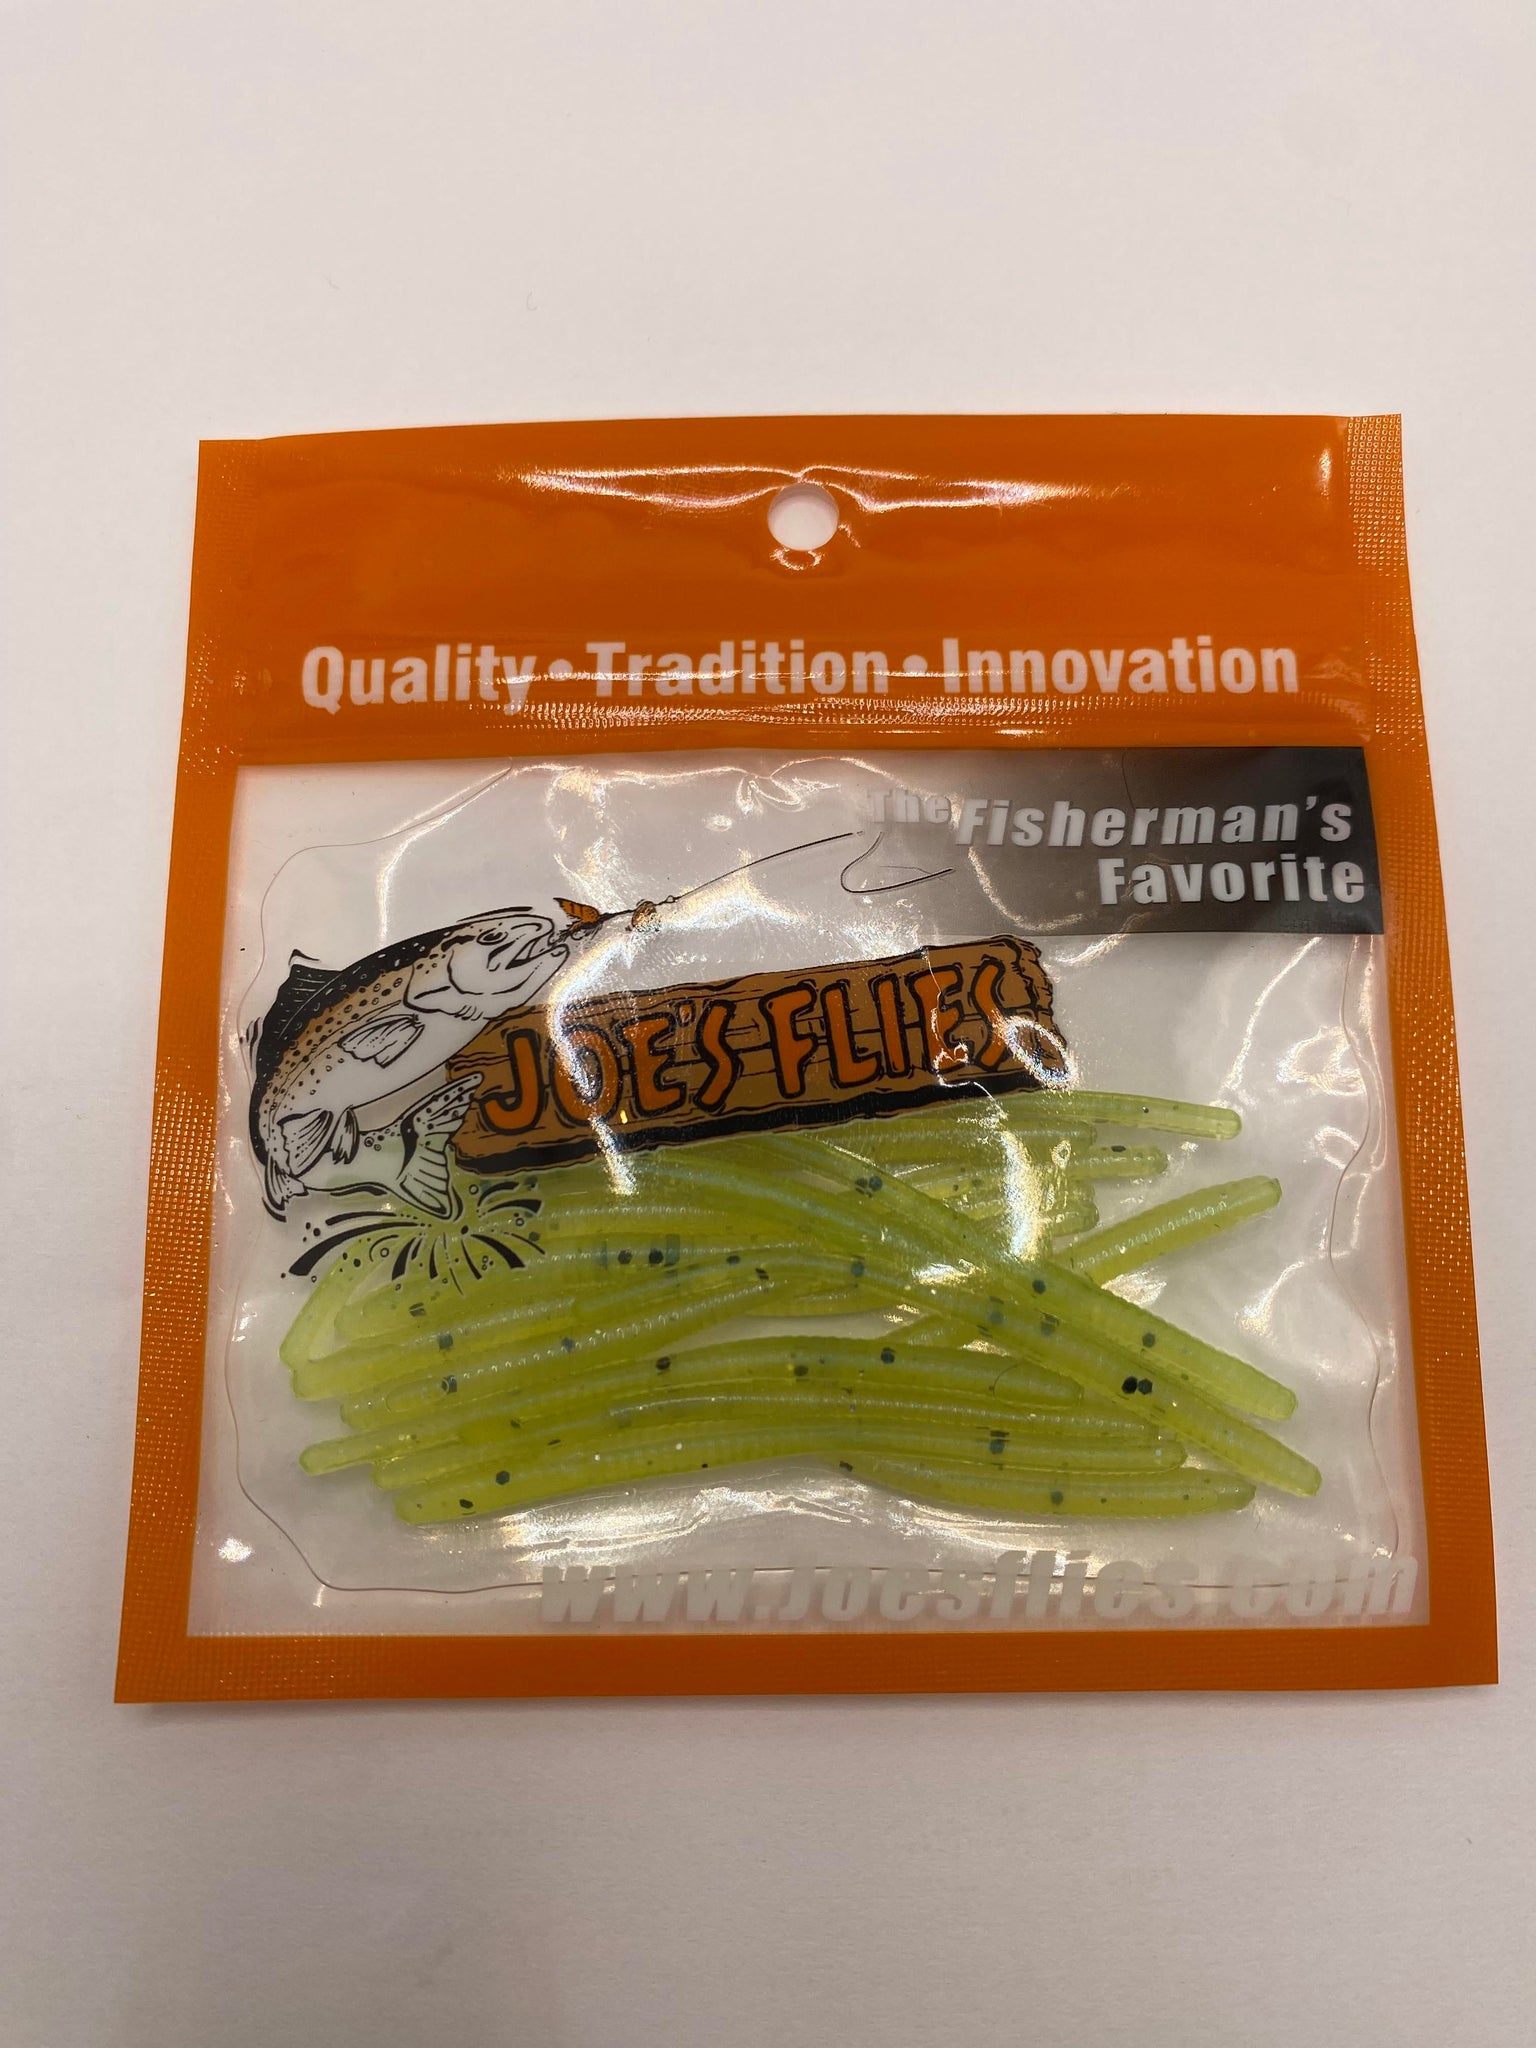 Quality • Tradition • Innovation
The Fisherman's
Favorite
JOE'S FLIES
www.joesflies.com